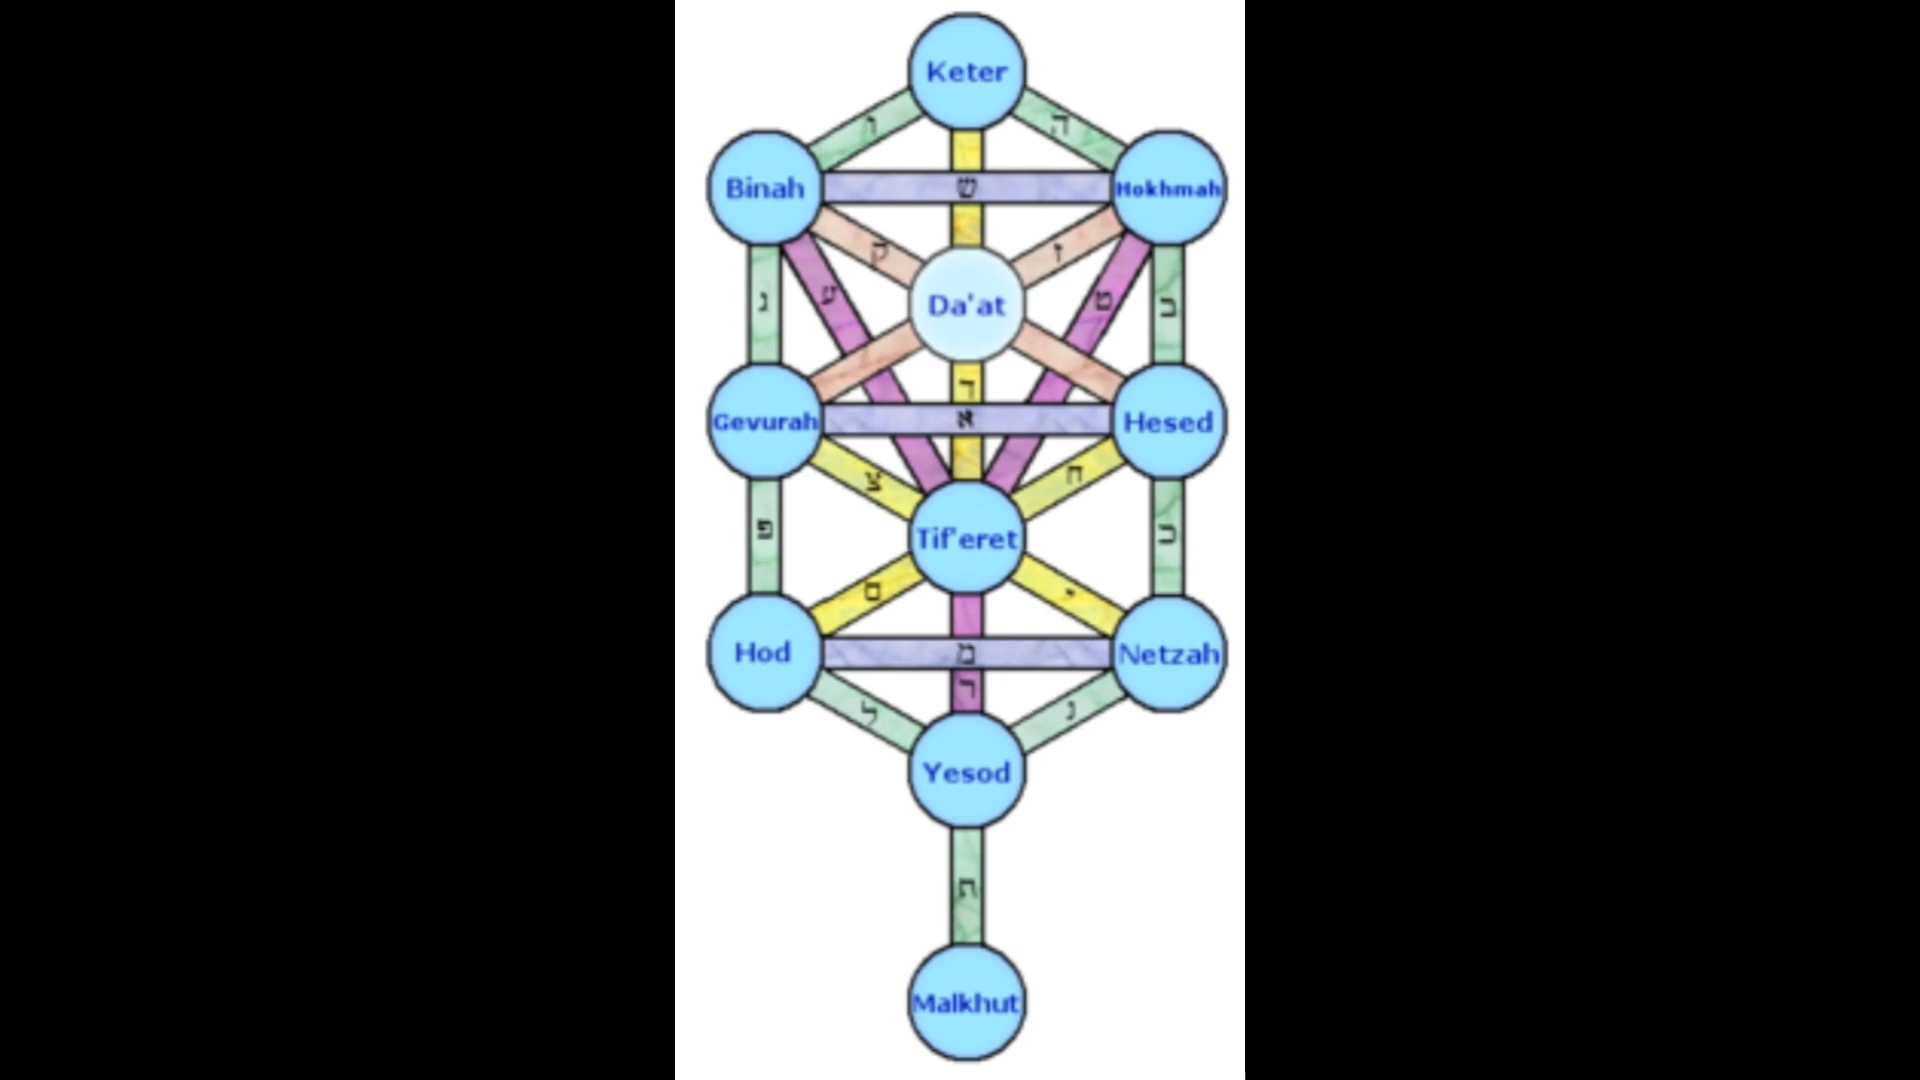 Keter
ו
ה
Binah
ש
Hokhmah
ק
ז
נ
ע
ט
Da'at
ד
Gevurah
א
Hesed
צ
ח
פ
Tif'eret
ם
י
Hod
מ
Netzah
ר
ל
נ
Yesod
ת
Malkhut